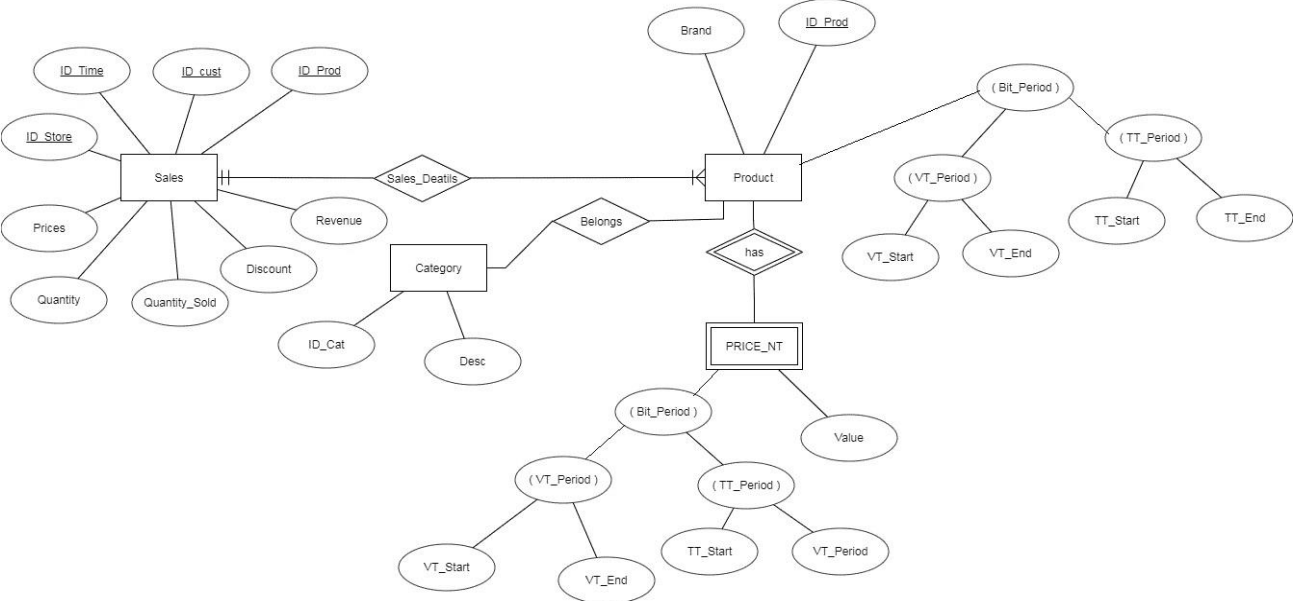 Brand
ID_Prod
ID_Time
ID_cust
ID_Prod
( Bit_Period )
ID_Store
( TT_Period )
Sales
Sales_Deatils
Product
( VT_Period )
Prices
Revenue
Belongs
TT_Start
TT_End
has
VT_Start
VT_End
Category
Discount
Quantity
Quantity_Sold
ID_Cat
Desc
PRICE_NT
( Bit_Period )
Value
( VT_Period )
( TT_Period )
TT_Start
VT_Period
VT_Start
VT_End